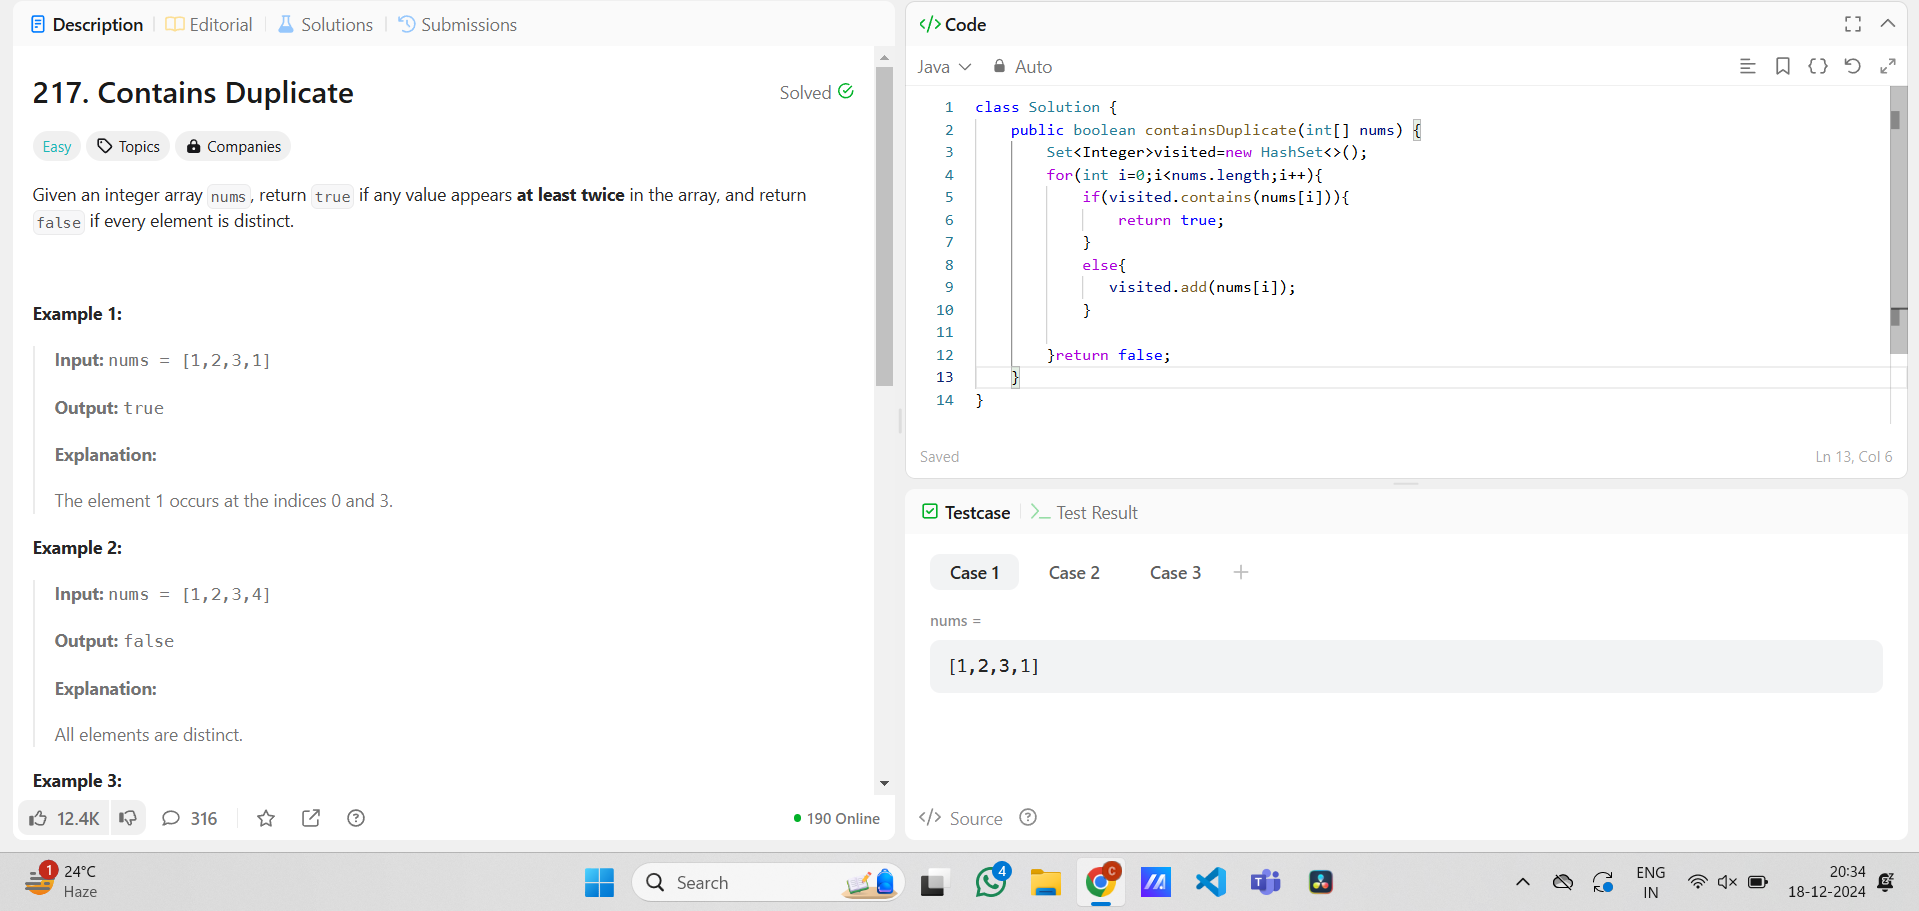 Description
Editorial
Solutions
Submissions
217. Contains Duplicate
Solved
Easy
Topics
Companies
Given an integer array nums, return true if any value appears at least twice in the array, and return
false if every element is distinct.
Example 1:
Input: nums = [1,2,3,1]
Output: true
Explanation:
The element 1 occurs at the indices 0 and 3.
Example 2:
Input: nums = [1,2,3,4]
Output: false
Explanation:
All elements are distinct.
Example 3:
12.4K
316
190 Online
</> Code
Java
Auto
1 class Solution {
2     public boolean containsDuplicate(int[] nums) {
3         Set<Integer>visited=new HashSet<>();
4         for(int i=0;i<nums.length;i++){
5             if(visited.contains(nums[i])){
6                 return true;
7             }
8             else{
9                visited.add(nums[i]);
10             }
11
12         }return false;
13     }
14 }
Saved
Ln 13, Col 6
Testcase
Test Result
Case 1
Case 2
Case 3
+
nums =
[1,2,3,1]
</> Source
1
24°C
Haze
Search
4
C
ENG
IN
20:34
18-12-2024